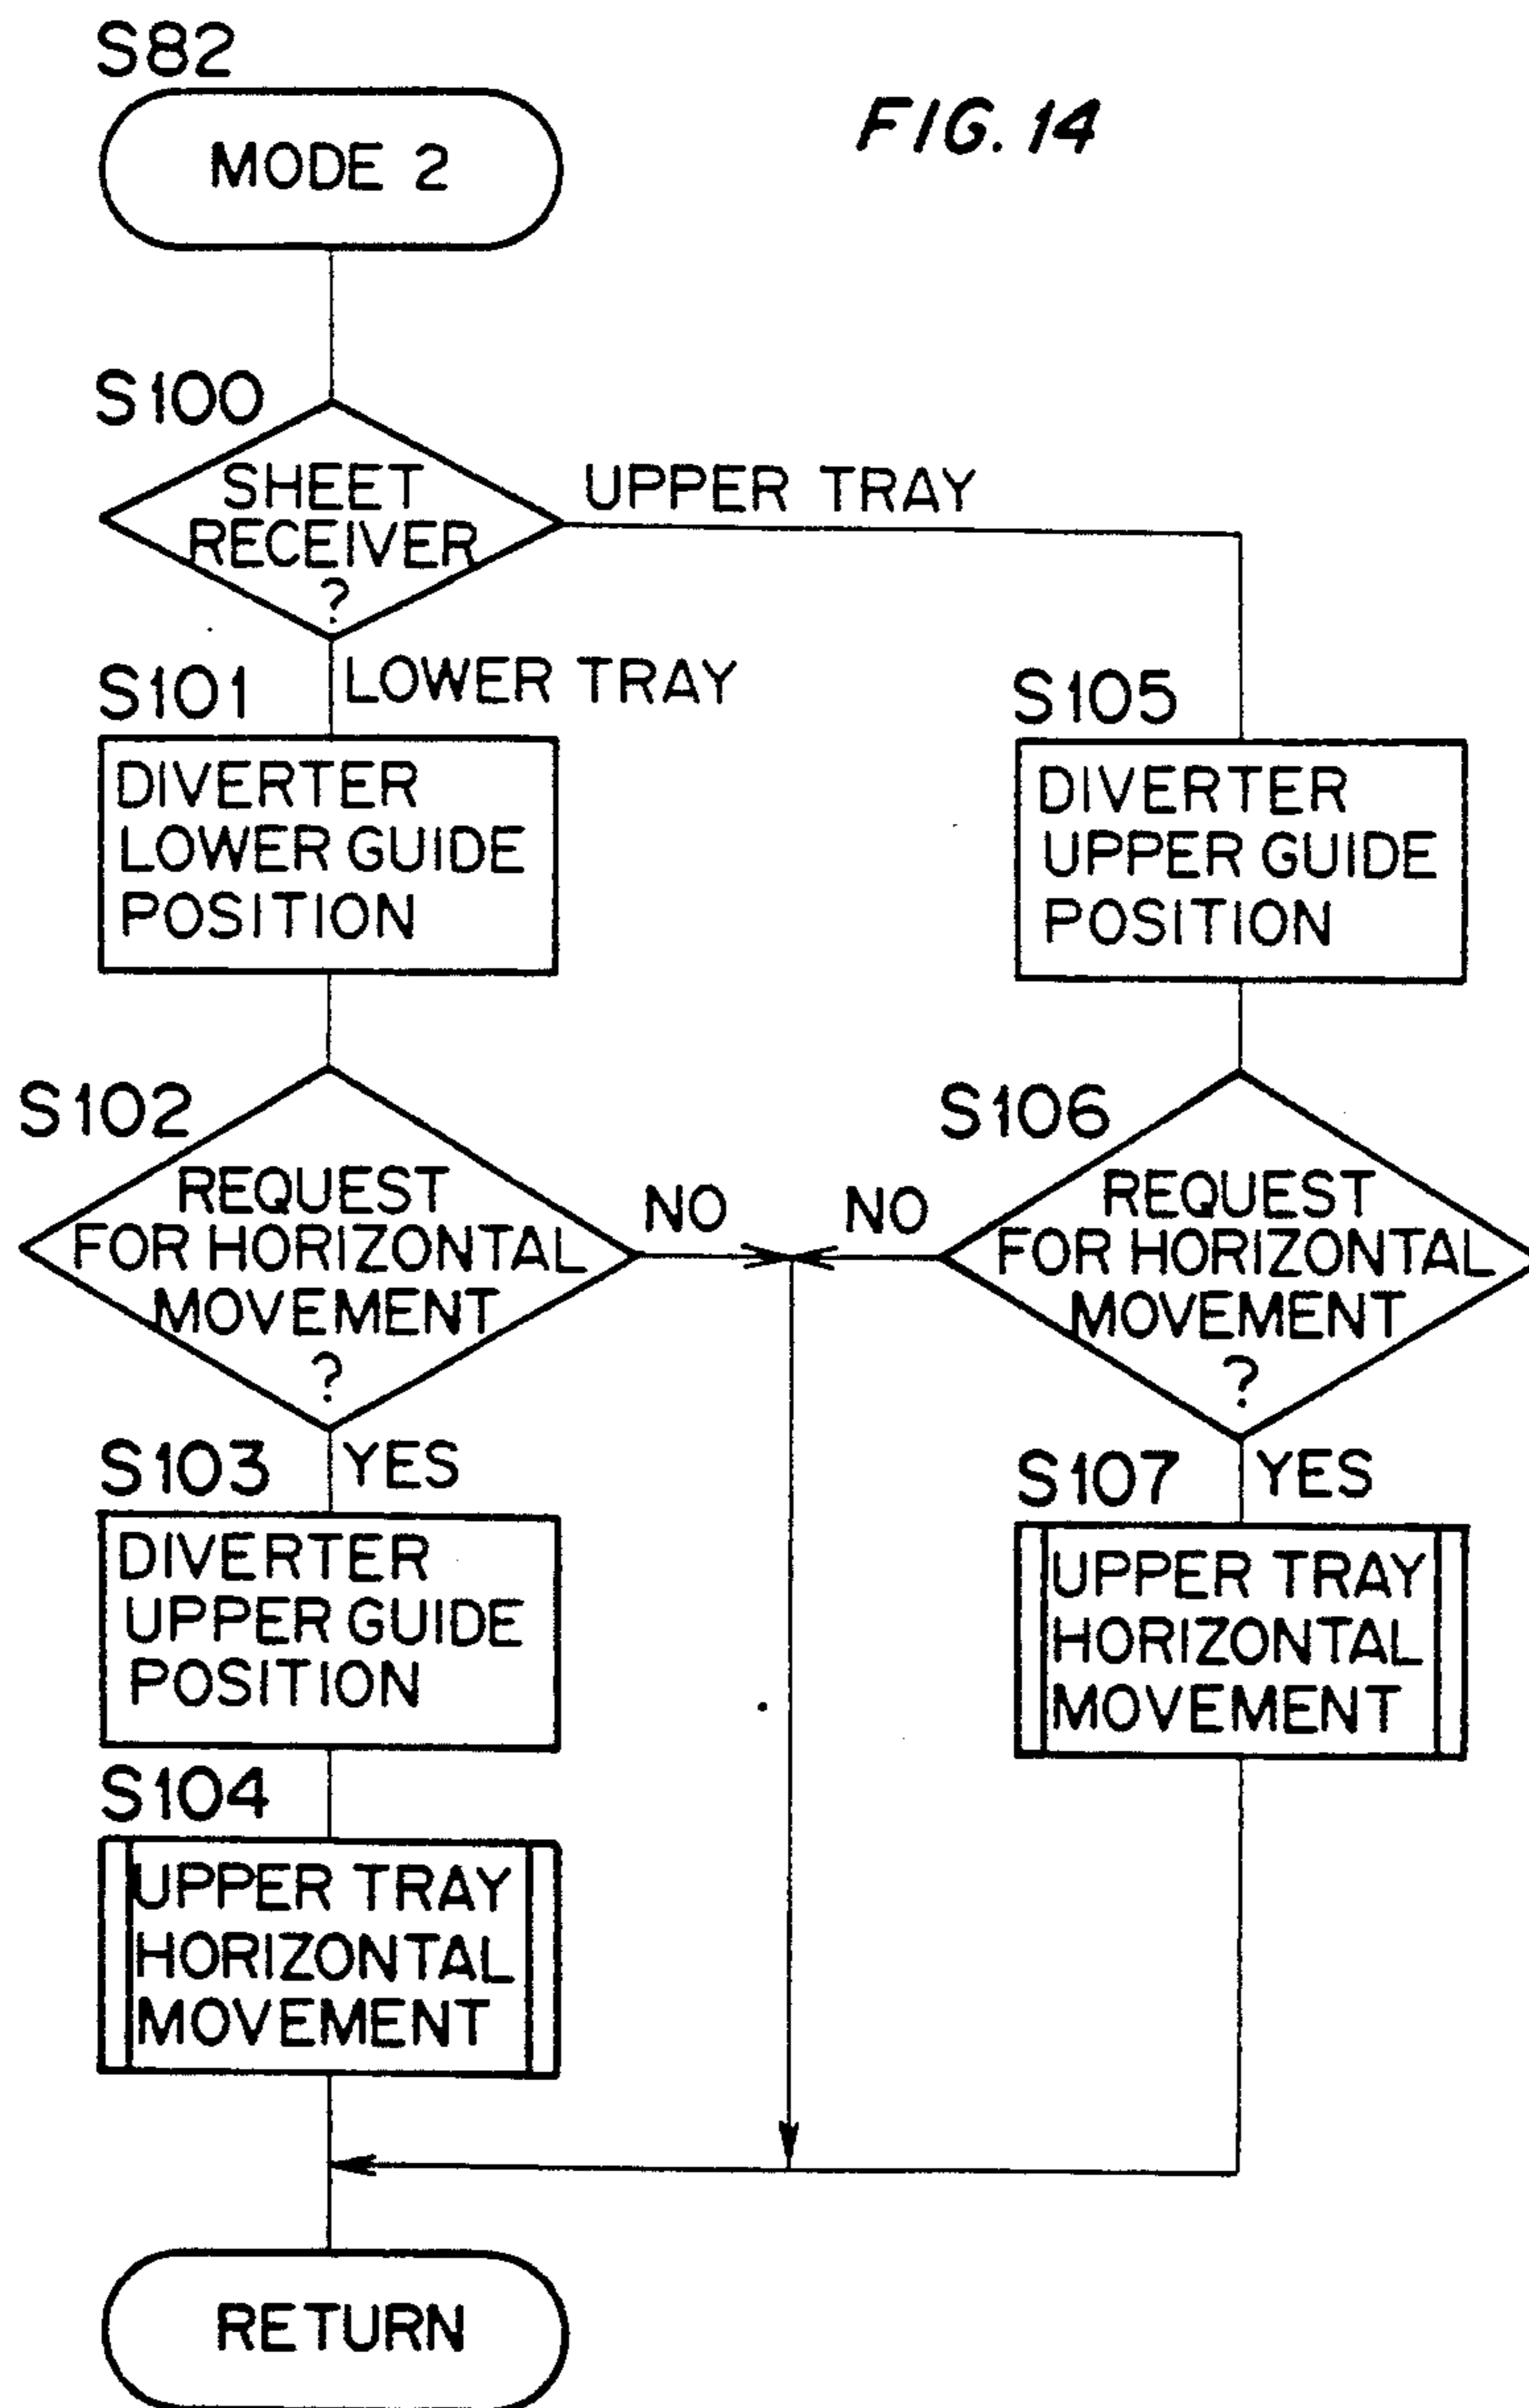 S82
FIG. 14
MODE 2
S100
SHEET
RECEIVER
?
UPPER TRAY
LOWER TRAY
S101
DIVERTER
LOWER GUIDE
POSITION
S105
DIVERTER
UPPER GUIDE
POSITION
S102
REQUEST
FOR HORIZONTAL
MOVEMENT
?
NO
NO
S106
REQUEST
FOR HORIZONTAL
MOVEMENT
?
S103
YES
DIVERTER
UPPER GUIDE
POSITION
S107
YES
UPPER TRAY
HORIZONTAL
MOVEMENT
S104
UPPER TRAY
HORIZONTAL
MOVEMENT
RETURN